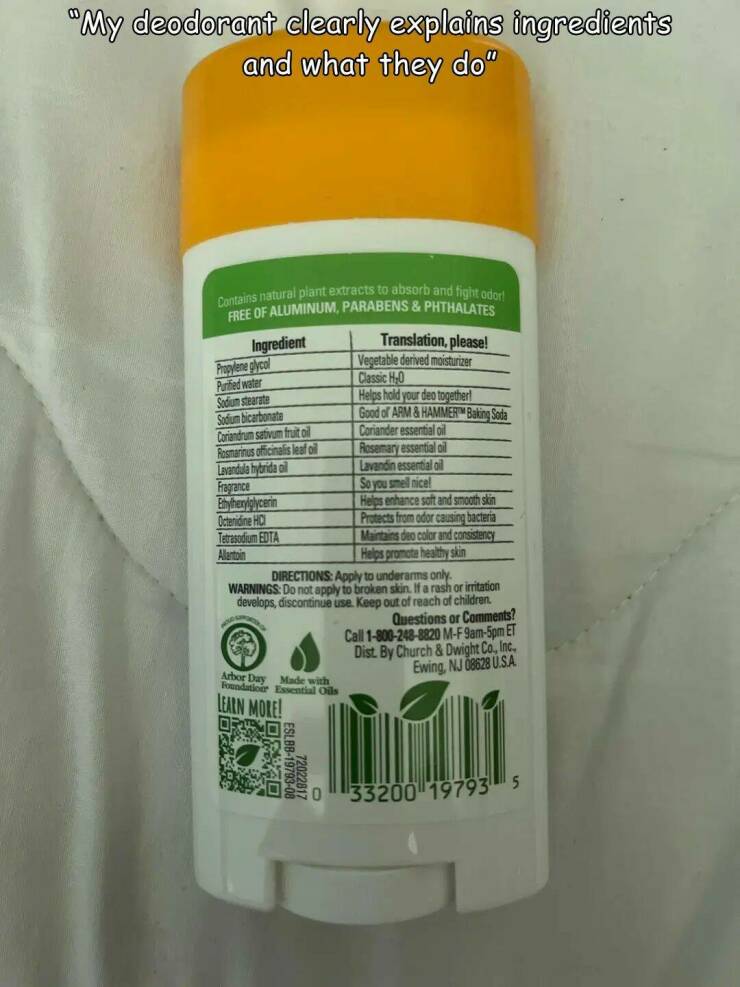 "My deodorant clearly explains ingredients
and what they do"
Contains natural plant extracts to absorb and fight odor!
FREE OF ALUMINUM, PARABENS & PHTHALATES
Ingredient Translation, please!
Propylene glycol Vegetable derived moisturizer
Purified water Classic H₂O
Sodium stearate Helps hold your deo together!
Sodium bicarbonate Good ol' ARM & HAMMER™ Baking Soda
Coriandrum sativum fruit oil Coriander essential oil
Rosmarinus officinalis leaf oil Rosemary essential oil
Lavandula hybrida oil Lavandin essential oil
Fragrance So you smell nice!
Ethylhexylglycerin Helps enhance soft and smooth skin
Octenidine HCl Protects from odor causing bacteria
Tetrasodium EDTA Maintains deo color and consistency
Allantoin Helps promote healthy skin
DIRECTIONS: Apply to underarms only.
WARNINGS: Do not apply to broken skin. If a rash or irritation
develops, discontinue use. Keep out of reach of children.
Questions or Comments?
Call 1-800-248-8820 M-F 9am-5pm ET
Dist. By Church & Dwight Co., Inc.,
Ewing, NJ 08628 U.S.A.
Arbor Day
Foundation
Made with
Essential Oils
LEARN MORE!
72022817
ESLBB-19793-08
0 33200 19793 5